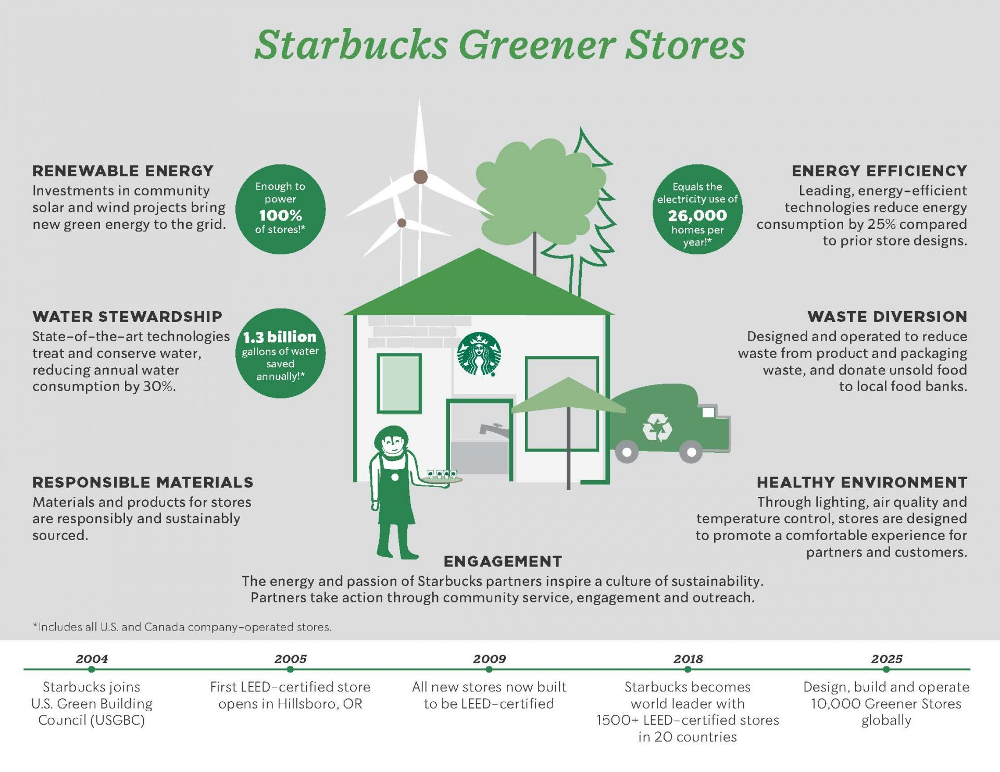 Starbucks Greener Stores
RENEWABLE ENERGY
Investments in community
solar and wind projects bring
new green energy to the grid.
Enough to
power
100%
of stores!*
Equals the
electricity use of
26,000
homes per
year!*
ENERGY EFFICIENCY
Leading, energy-efficient
technologies reduce energy
consumption by 25% compared
to prior store designs.
WATER STEWARDSHIP
State-of-the-art technologies
treat and conserve water,
reducing annual water
consumption by 30%.
1.3 billion
gallons of water
saved
annually!*
WASTE DIVERSION
Designed and operated to reduce
waste from product and packaging
waste, and donate unsold food
to local food banks.
RESPONSIBLE MATERIALS
Materials and products for stores
are responsibly and sustainably
sourced.
HEALTHY ENVIRONMENT
Through lighting, air quality and
temperature control, stores are designed
to promote a comfortable experience for
partners and customers.
ENGAGEMENT
The energy and passion of Starbucks partners inspire a culture of sustainability.
Partners take action through community service, engagement and outreach.
*Includes all U.S. and Canada company-operated stores.
2004
Starbucks joins
U.S. Green Building
Council (USGBC)
2005
First LEED-certified store
opens in Hillsboro, OR
2009
All new stores now built
to be LEED-certified
2018
Starbucks becomes
world leader with
1500+ LEED-certified stores
in 20 countries
2025
Design, build and operate
10,000 Greener Stores
globally